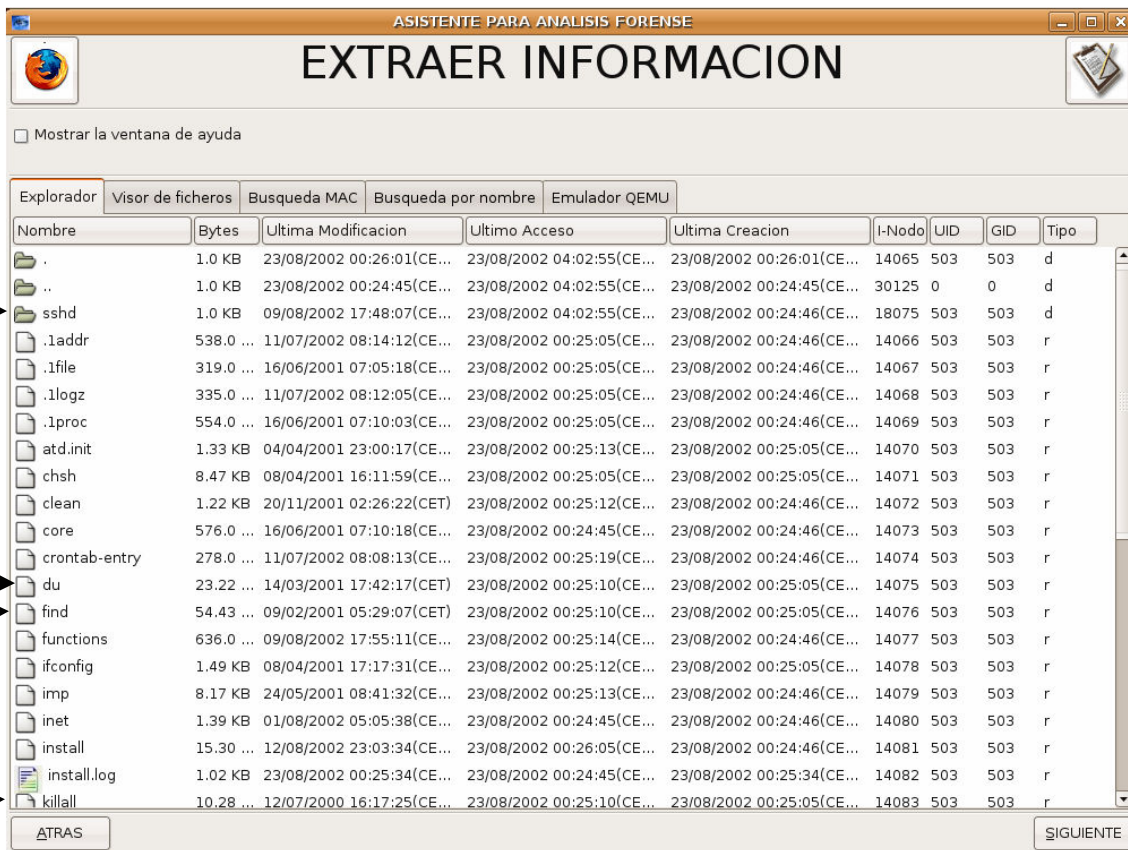 ASISTENTE PARA ANALISIS FORENSE
EXTRAER INFORMACION
Mostrar la ventana de ayuda
Explorador Visor de ficheros Busqueda MAC Busqueda por nombre Emulador QEMU
Nombre Bytes Ultima Modificacion Ultimo Acceso Ultima Creacion I-Nodo UID GID Tipo
. 1.0 KB 23/08/2002 00:26:01(CE... 23/08/2002 04:02:55(CE... 23/08/2002 00:26:01(CE... 14065 503 503 d
.. 1.0 KB 23/08/2002 00:24:45(CE... 23/08/2002 04:02:55(CE... 23/08/2002 00:24:45(CE... 30125 0 0 d
sshd 1.0 KB 09/08/2002 17:48:07(CE... 23/08/2002 04:02:55(CE... 23/08/2002 00:24:46(CE... 18075 503 503 d
.1addr 538.0 ... 11/07/2002 08:14:12(CE... 23/08/2002 00:25:05(CE... 23/08/2002 00:24:46(CE... 14066 503 503 r
.1file 319.0 ... 16/06/2001 07:05:18(CE... 23/08/2002 00:25:05(CE... 23/08/2002 00:24:46(CE... 14067 503 503 r
.1logz 335.0 ... 11/07/2002 08:12:05(CE... 23/08/2002 00:25:05(CE... 23/08/2002 00:24:46(CE... 14068 503 503 r
.1proc 554.0 ... 16/06/2001 07:10:03(CE... 23/08/2002 00:25:05(CE... 23/08/2002 00:24:46(CE... 14069 503 503 r
atd.init 1.33 KB 04/04/2001 23:00:17(CE... 23/08/2002 00:25:13(CE... 23/08/2002 00:25:05(CE... 14070 503 503 r
chsh 8.47 KB 08/04/2001 16:11:59(CE... 23/08/2002 00:25:05(CE... 23/08/2002 00:25:05(CE... 14071 503 503 r
clean 1.22 KB 20/11/2001 02:26:22(CET) 23/08/2002 00:25:12(CE... 23/08/2002 00:24:46(CE... 14072 503 503 r
core 576.0 ... 16/06/2001 07:10:18(CE... 23/08/2002 00:24:45(CE... 23/08/2002 00:24:46(CE... 14073 503 503 r
crontab-entry 278.0 ... 11/07/2002 08:08:13(CE... 23/08/2002 00:25:19(CE... 23/08/2002 00:24:46(CE... 14074 503 503 r
du 23.22 ... 14/03/2001 17:42:17(CET) 23/08/2002 00:25:10(CE... 23/08/2002 00:25:05(CE... 14075 503 503 r
find 54.43 ... 09/02/2001 05:29:07(CET) 23/08/2002 00:25:10(CE... 23/08/2002 00:25:05(CE... 14076 503 503 r
functions 636.0 ... 09/08/2002 17:55:11(CE... 23/08/2002 00:25:14(CE... 23/08/2002 00:24:46(CE... 14077 503 503 r
ifconfig 1.49 KB 08/04/2001 17:17:31(CE... 23/08/2002 00:25:12(CE... 23/08/2002 00:25:05(CE... 14078 503 503 r
imp 8.17 KB 24/05/2001 08:41:32(CE... 23/08/2002 00:25:13(CE... 23/08/2002 00:24:46(CE... 14079 503 503 r
inet 1.39 KB 01/08/2002 05:05:38(CE... 23/08/2002 00:24:45(CE... 23/08/2002 00:24:46(CE... 14080 503 503 r
install 15.30 ... 12/08/2002 23:03:34(CE... 23/08/2002 00:26:05(CE... 23/08/2002 00:24:46(CE... 14081 503 503 r
install.log 1.02 KB 23/08/2002 00:25:34(CE... 23/08/2002 00:24:45(CE... 23/08/2002 00:25:34(CE... 14082 503 503 r
killall 10.28 ... 12/07/2000 16:17:25(CE... 23/08/2002 00:25:10(CE... 23/08/2002 00:25:05(CE... 14083 503 503 r
ATRAS SIGUIENTE